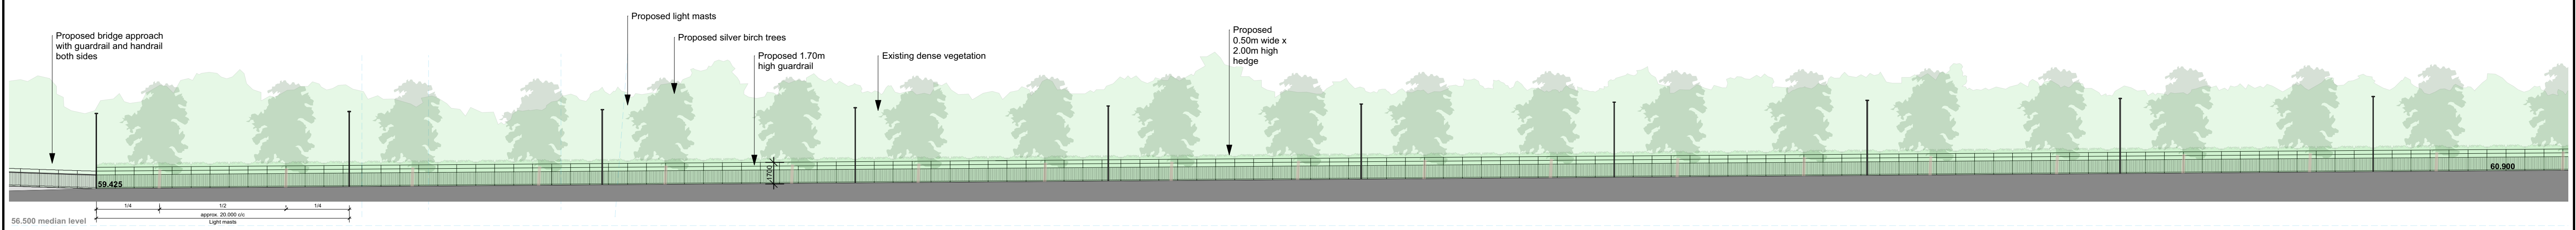 Proposed bridge approach
with guardrail and handrail
both sides
Proposed light masts
Proposed silver birch trees
Proposed 1.70m
high guardrail
Existing dense vegetation
Proposed
0.50m wide x
2.00m high
hedge
1700
59.425
60.900
1/4
1/2
1/4
approx. 20.000 c/c
Light masts
56.500 median level